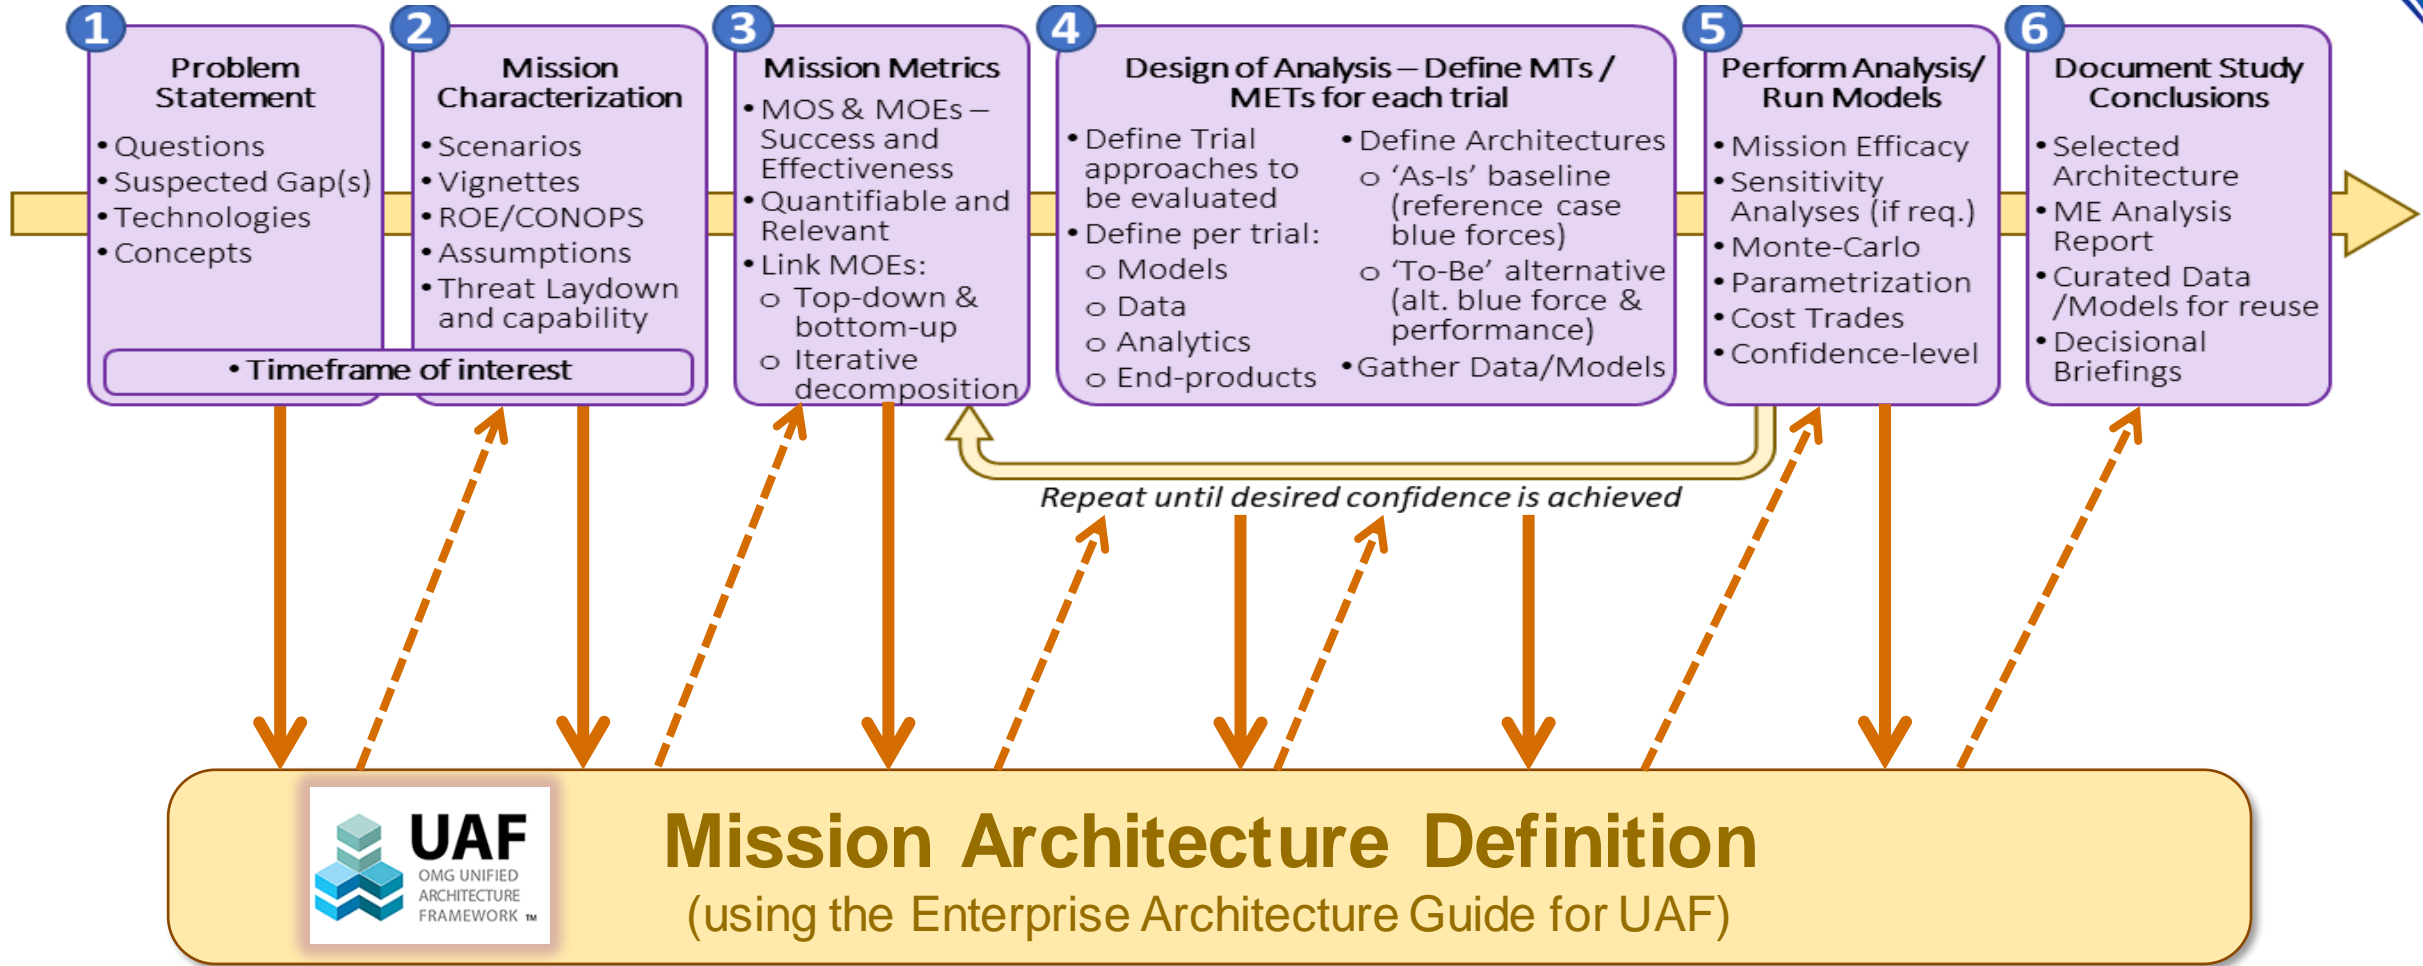 1
Problem
Statement
• Questions
• Suspected Gap(s)
• Technologies
• Concepts
2
Mission
Characterization
• Scenarios
• Vignettes
• ROE/CONOPS
• Assumptions
• Threat Laydown
and capability
• Timeframe of interest
3
Mission Metrics
• MOS & MOEs –
Success and
Effectiveness
• Quantifiable and
Relevant
• Link MOEs:
o Top-down &
bottom-up
o Iterative
decomposition
4
Design of Analysis – Define MTs /
METs for each trial
• Define Trial
approaches to
be evaluated
• Define per trial:
o Models
o Data
o Analytics
o End-products
• Define Architectures
o ‘As-Is’ baseline
(reference case
blue forces)
o ‘To-Be’ alternative
(alt. blue force &
performance)
• Gather Data/Models
5
Perform Analysis/
Run Models
• Mission Efficacy
• Sensitivity
Analyses (if req.)
• Monte-Carlo
• Parametrization
• Cost Trades
• Confidence-level
6
Document Study
Conclusions
• Selected
Architecture
• ME Analysis
Report
• Curated Data
/Models for reuse
• Decisional
Briefings
Repeat until desired confidence is achieved
UAF
OMG UNIFIED
ARCHITECTURE
FRAMEWORK ™
Mission Architecture Definition
(using the Enterprise Architecture Guide for UAF)